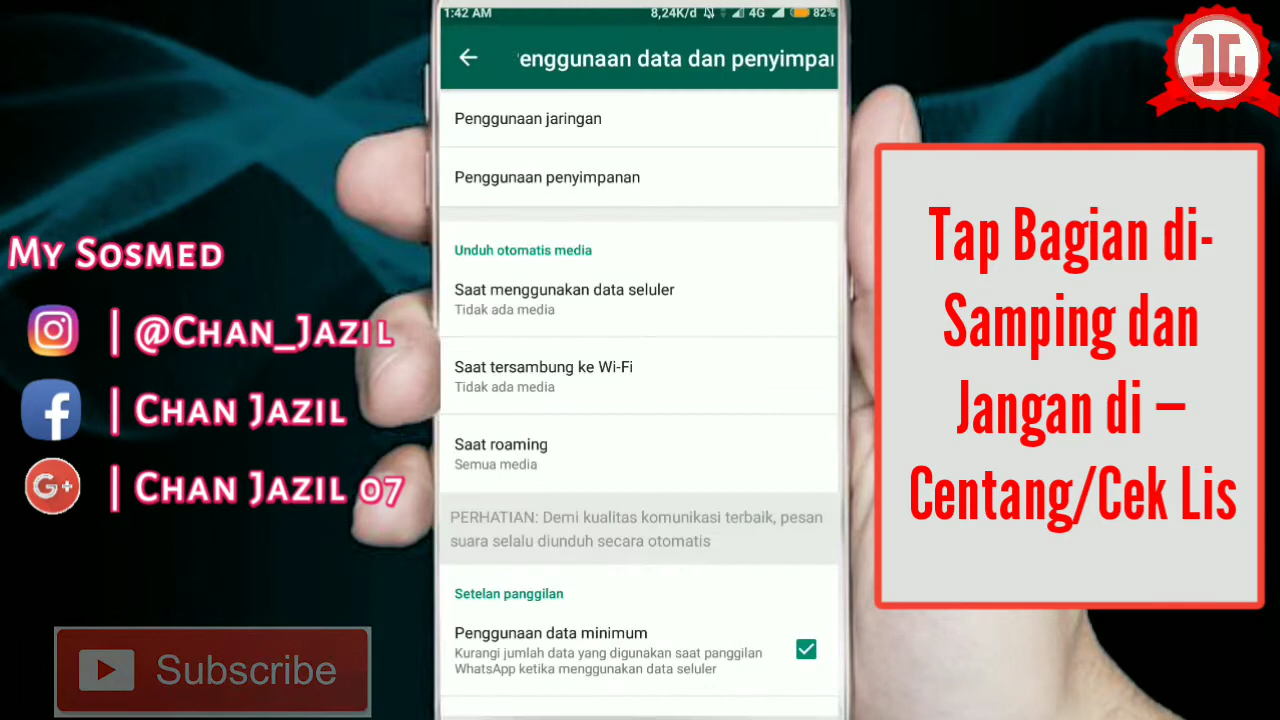 1:42 AM 8,24K/d 4G 82%
enggunaan data dan penyimpan
Penggunaan jaringan
Penggunaan penyimpanan
Unduh otomatis media
Saat menggunakan data seluler
Tidak ada media
Saat tersambung ke Wi-Fi
Tidak ada media
Saat roaming
Semua media
PERHATIAN: Demi kualitas komunikasi terbaik, pesan
suara selalu diunduh secara otomatis
Setelan panggilan
Penggunaan data minimum
Kurangi jumlah data yang digunakan saat panggilan
WhatsApp ketika menggunakan data seluler
My Sosmed
| @Chan_Jazil
| Chan Jazil
G+ | Chan Jazil 07
Subscribe
JG
Tap Bagian di-
Samping dan
Jangan di –
Centang/Cek Lis